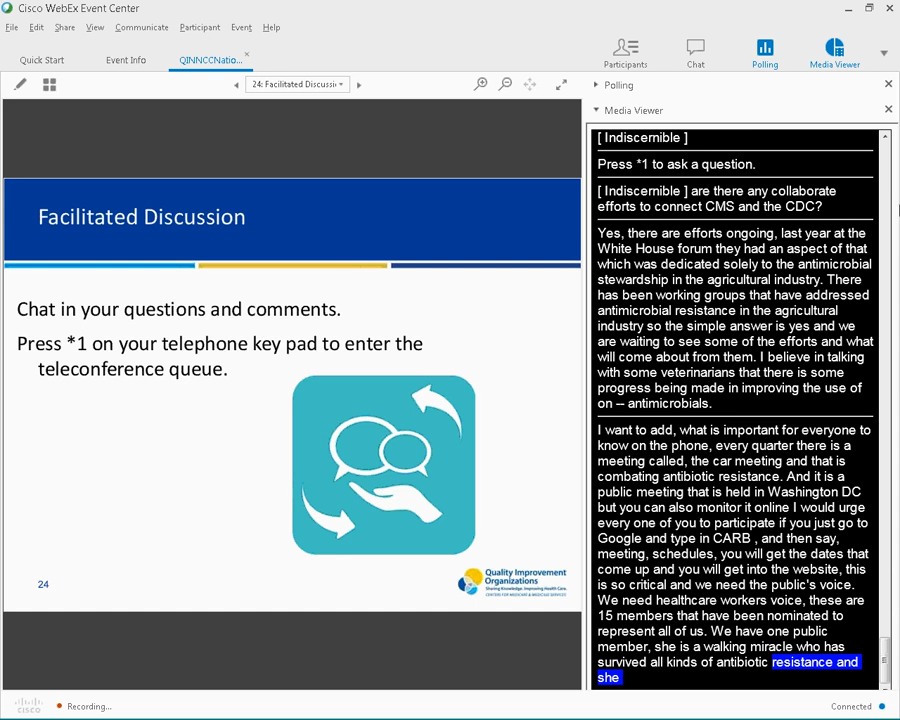 Cisco WebEx Event Center
File Edit Share View Communicate Participant Event Help
Quick Start Event Info QINNCCNatio...
Participants Chat Polling Media Viewer
24: Facilitated Discussi
Polling
Media Viewer
Facilitated Discussion
Chat in your questions and comments.
Press *1 on your telephone key pad to enter the
teleconference queue.
24
Quality Improvement
Organizations
Sharing Knowledge. Improving Health Care.
CENTERS FOR MEDICARE & MEDICAID SERVICES
[ Indiscernible ]
Press *1 to ask a question.
[ Indiscernible ] are there any collaborate
efforts to connect CMS and the CDC?
Yes, there are efforts ongoing, last year at the
White House forum they had an aspect of that
which was dedicated solely to the antimicrobial
stewardship in the agricultural industry. There
has been working groups that have addressed
antimicrobial resistance in the agricultural
industry so the simple answer is yes and we
are waiting to see some of the efforts and what
will come about from them. I believe in talking
with some veterinarians that there is some
progress being made in improving the use of
on -- antimicrobials.
I want to add, what is important for everyone to
know on the phone, every quarter there is a
meeting called, the car meeting and that is
combating antibiotic resistance. And it is a
public meeting that is held in Washington DC
but you can also monitor it online I would urge
every one of you to participate if you just go to
Google and type in CARB , and then say,
meeting, schedules, you will get the dates that
come up and you will get into the website, this
is so critical and we need the public's voice.
We need healthcare workers voice, these are
15 members that have been nominated to
represent all of us. We have one public
member, she is a walking miracle who has
survived all kinds of antibiotic resistance and
she
cisco
Recording...
Connected